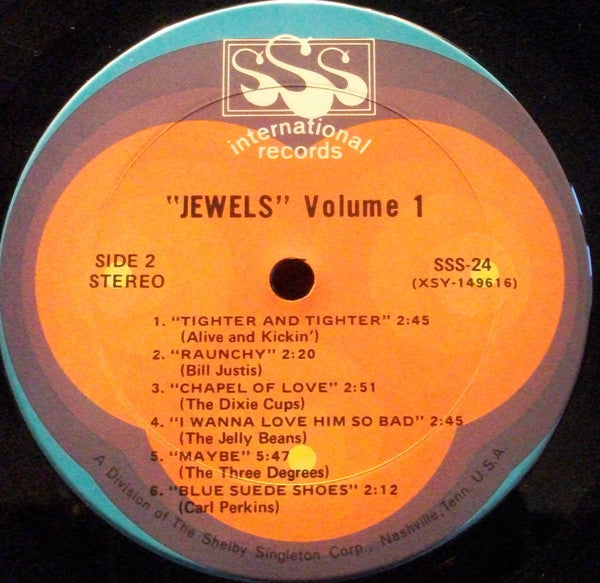 SSS
international
records
"JEWELS" Volume 1
SIDE 2
STEREO
SSS-24
(XSY-149616)
1. "TIGHTER AND TIGHTER" 2:45
(Alive and Kickin')
2. "RAUNCHY" 2:20
(Bill Justis)
3. "CHAPEL OF LOVE" 2:51
(The Dixie Cups)
4. "I WANNA LOVE HIM SO BAD" 2:45
(The Jelly Beans)
5. "MAYBE" 5:47
(The Three Degrees)
6. "BLUE SUEDE SHOES" 2:12
(Carl Perkins)
A Division of The Shelby Singleton Corp., Nashville, Tenn. U.S.A.